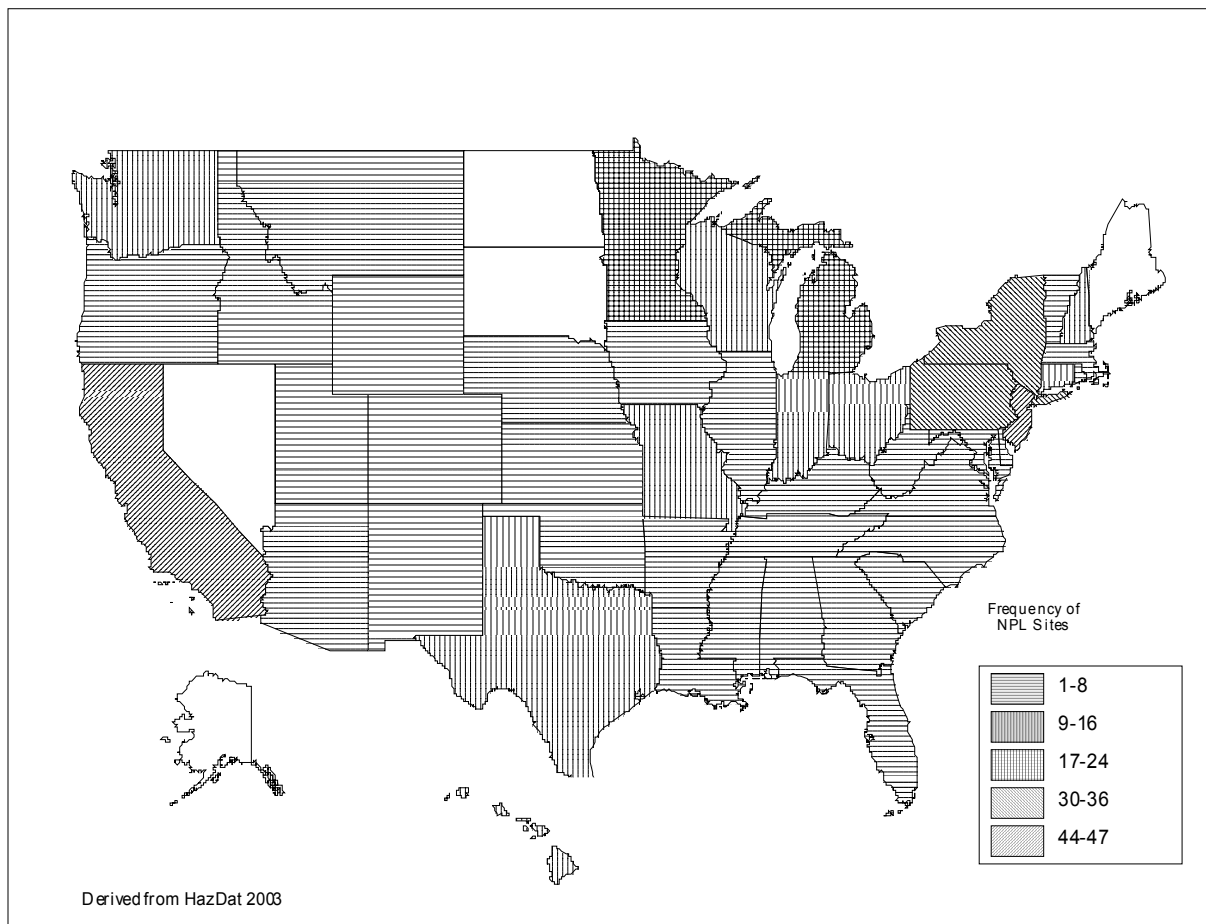 Frequency of
NPL Sites
1-8
9-16
17-24
30-36
44-47
Derived from HazDat 2003